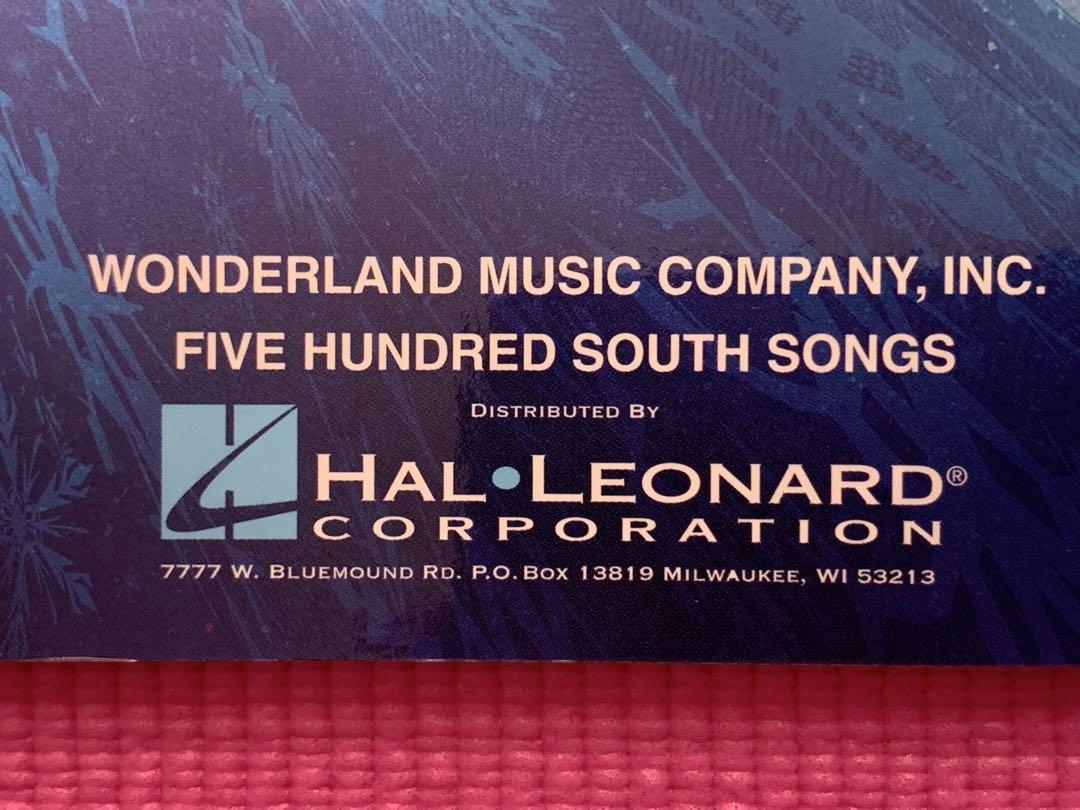 WONDERLAND MUSIC COMPANY, INC.
FIVE HUNDRED SOUTH SONGS
DISTRIBUTED BY
HAL•LEONARD®
CORPORATION
7777 W. BLUEMOUND RD. P.O. BOX 13819 MILWAUKEE, WI 53213